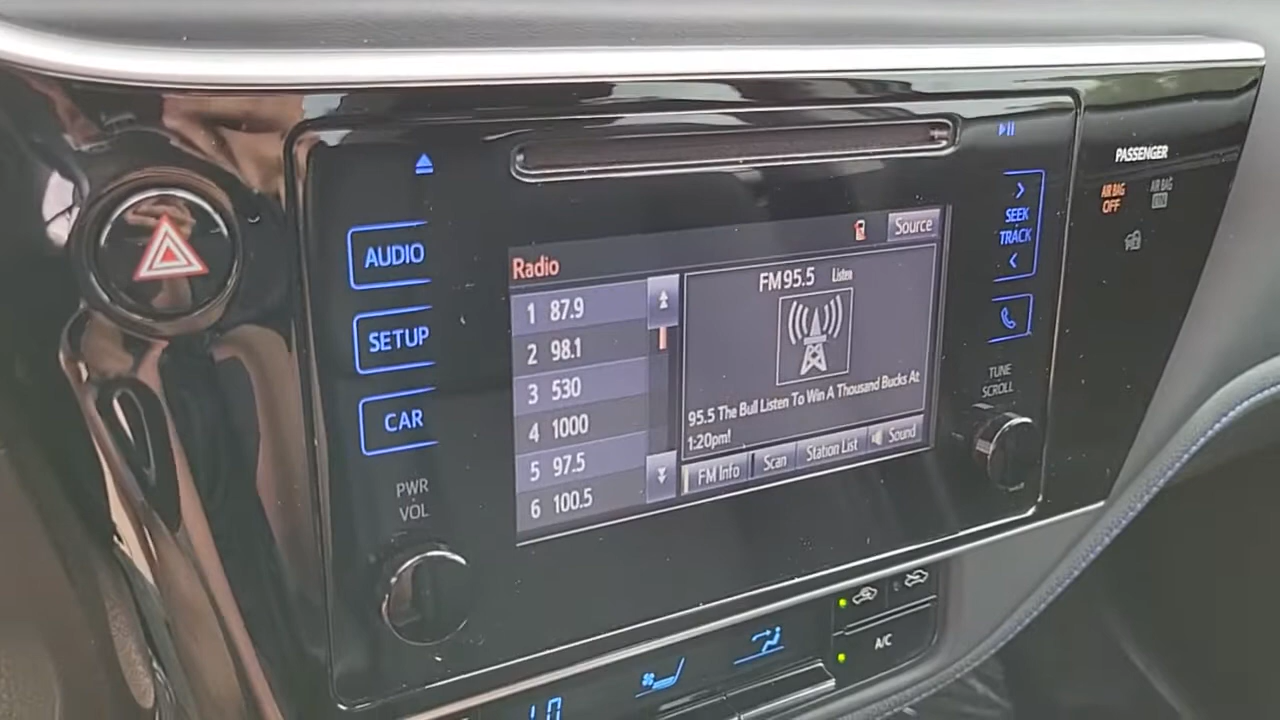 PASSENGER
AIR BAG
OFF
AIR BAG
AUDIO
SETUP
CAR
PWR
VOL
Radio
Source
1 87.9
2 98.1
3 530
4 1000
5 97.5
6 100.5
FM 95.5 Listen
95.5 The Bull Listen To Win A Thousand Bucks At
1:20pm!
FM Info
Scan
Station List
Sound
SEEK
TRACK
TUNE
SCROLL
A/C